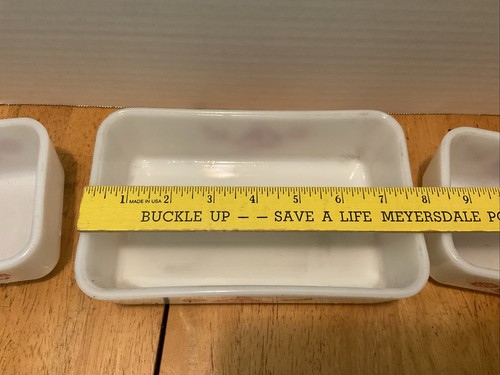 1 MADE IN USA 2 3 4 5 6 7 8 9
BUCKLE UP — — SAVE A LIFE MEYERSDALE